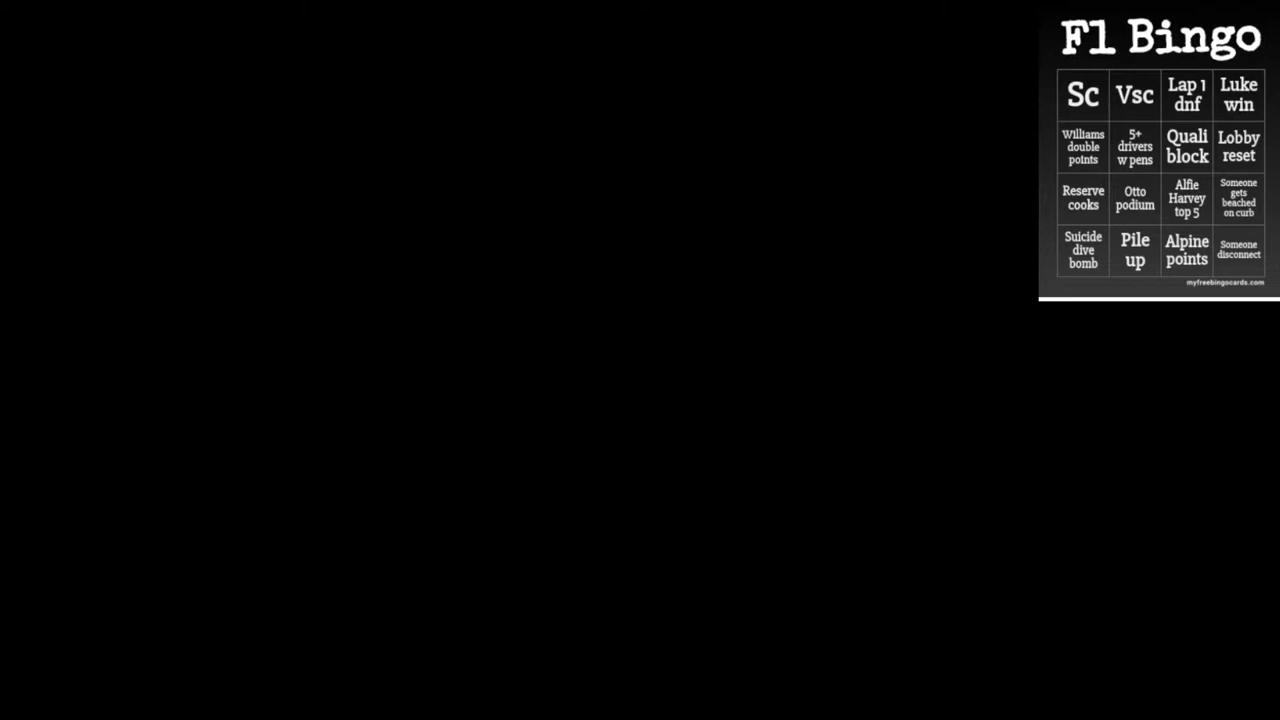 F1 Bingo
Sc
Vsc
Lap 1
dnf
Luke
win
Williams
double
points
5+
drivers
w pens
Quali
block
Lobby
reset
Reserve
cooks
Otto
podium
Alfie
Harvey
top 5
Someone
gets
beached
on curb
Suicide
dive
bomb
Pile
up
Alpine
points
Someone
disconnect
myfreebingocards.com